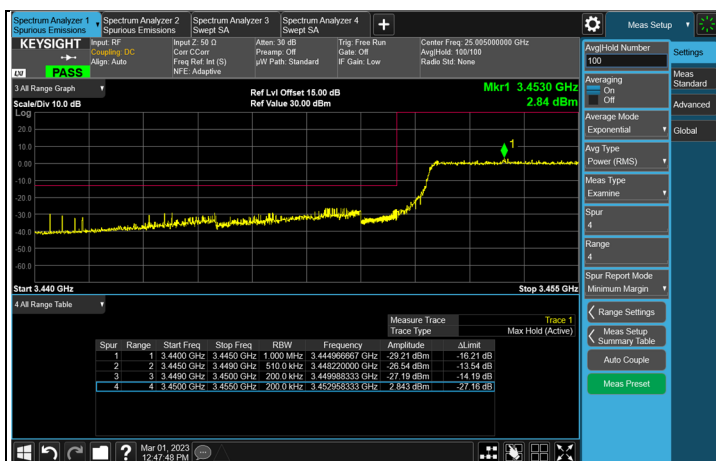 Spectrum Analyzer 1
Spurious Emissions
Spectrum Analyzer 2
Spurious Emissions
Spectrum Analyzer 3
Swept SA
Spectrum Analyzer 4
Swept SA
Meas Setup
KEYSIGHT
Input: RF
Coupling: DC
Align: Auto
Input Z: 50 Ω
Corr CCorr
Freq Ref: Int (S)
NFE: Adaptive
Atten: 30 dB
Preamp: Off
µW Path: Standard
Trig: Free Run
Gate: Off
IF Gain: Low
Center Freq: 25.005000000 GHz
Avg|Hold: 100/100
Radio Std: None
LXI
PASS
3 All Range Graph
Scale/Div 10.0 dB
Ref Lvl Offset 15.00 dB
Ref Value 30.00 dBm
Mkr1 3.4530 GHz
2.84 dBm
Log
20.0
10.0
0.00
-10.0
-20.0
-30.0
-40.0
-50.0
-60.0
1
Start 3.440 GHz
Stop 3.455 GHz
4 All Range Table
Measure Trace Trace 1
Trace Type Max Hold (Active)
Spur Range Start Freq Stop Freq RBW Frequency Amplitude ΔLimit
1 1 3.4400 GHz 3.4450 GHz 1.000 MHz 3.444966667 GHz -29.21 dBm -16.21 dB
2 2 3.4450 GHz 3.4490 GHz 510.0 kHz 3.448220000 GHz -26.54 dBm -13.54 dB
3 3 3.4490 GHz 3.4500 GHz 200.0 kHz 3.449988333 GHz -27.19 dBm -14.19 dB
4 4 3.4500 GHz 3.4550 GHz 200.0 kHz 3.452958333 GHz 2.843 dBm -27.16 dB
Mar 01, 2023
12:47:48 PM
Avg|Hold Number
100
Averaging
On
Off
Average Mode
Exponential
Avg Type
Power (RMS)
Meas Type
Examine
Spur
4
Range
4
Spur Report Mode
Minimum Margin
Range Settings
Meas Setup
Summary Table
Auto Couple
Meas Preset
Settings
Meas
Standard
Advanced
Global